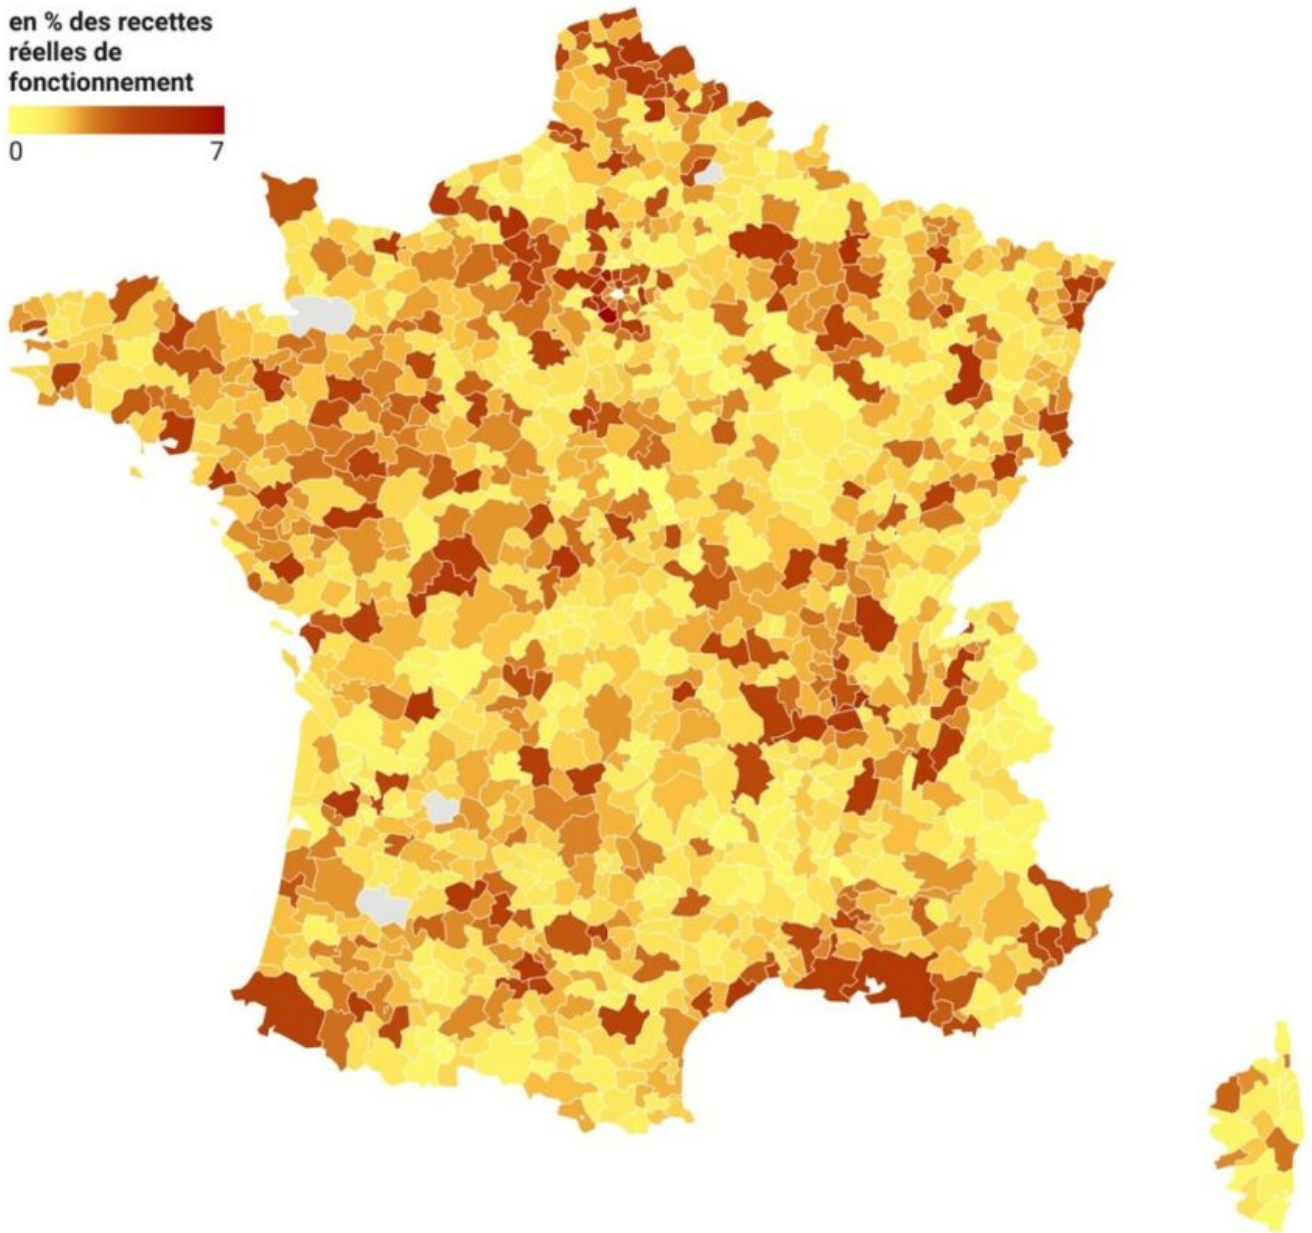 en % des recettes
réelles de
fonctionnement
0 7